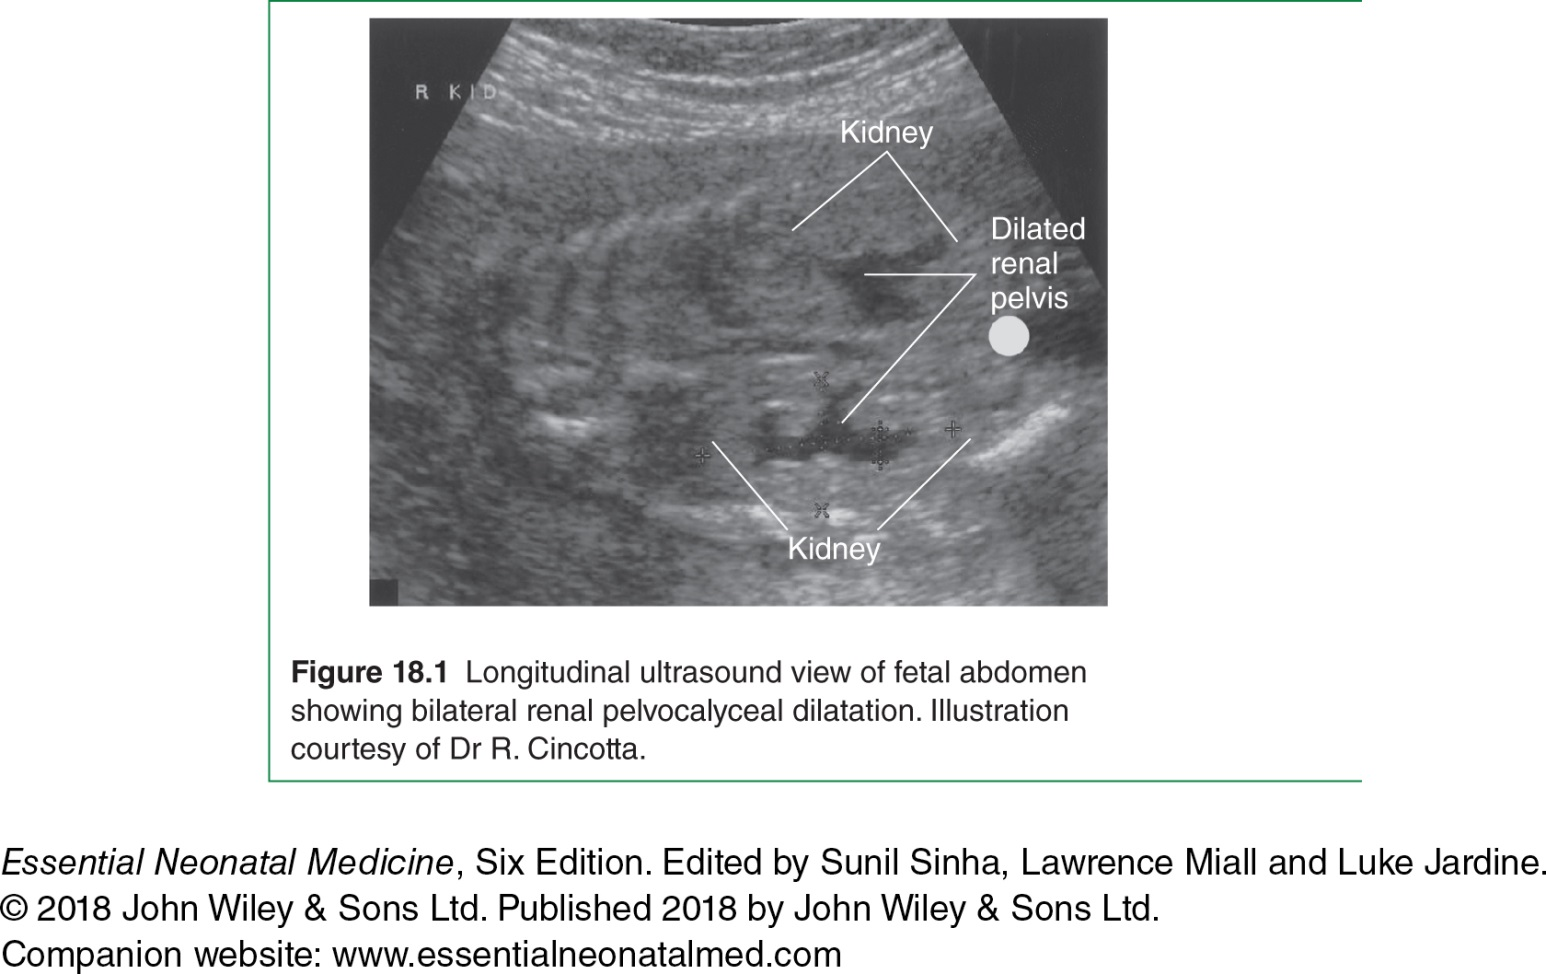 R KID
Kidney
Dilated
renal
pelvis
Kidney
Figure 18.1 Longitudinal ultrasound view of fetal abdomen
showing bilateral renal pelvocalyceal dilatation. Illustration
courtesy of Dr R. Cincotta.
Essential Neonatal Medicine, Six Edition. Edited by Sunil Sinha, Lawrence Miall and Luke Jardine.
© 2018 John Wiley & Sons Ltd. Published 2018 by John Wiley & Sons Ltd.
Companion website: www.essentialneonatalmed.com